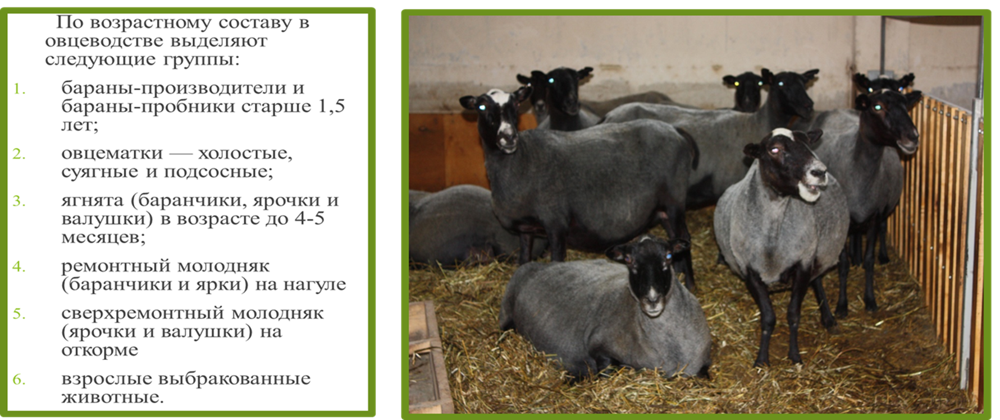 По возрастному составу в
овцеводстве выделяют
следующие группы:
1. бараны-производители и
бараны-пробники старше 1,5
лет;
2. овцематки — холостые,
суягные и подсосные;
3. ягнята (баранчики, ярочки и
валушки) в возрасте до 4-5
месяцев;
4. ремонтный молодняк
(баранчики и ярки) на нагуле
5. сверхремонтный молодняк
(ярочки и валушки) на
откорме
6. взрослые выбракованные
животные.